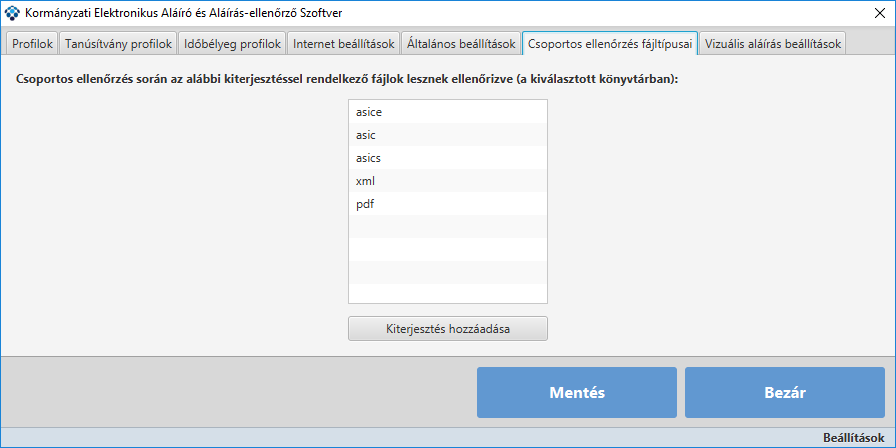 Kormányzati Elektronikus Aláíró és Aláírás-ellenőrző Szoftver
Profilok Tanúsítvány profilok Időbélyeg profilok Internet beállítások Általános beállítások Csoportos ellenőrzés fájltípusai Vizuális aláírás beállítások
Csoportos ellenőrzés során az alábbi kiterjesztéssel rendelkező fájlok lesznek ellenőrizve (a kiválasztott könyvtárban):
asice
asic
asics
xml
pdf
Kiterjesztés hozzáadása
Mentés Bezár
Beállítások